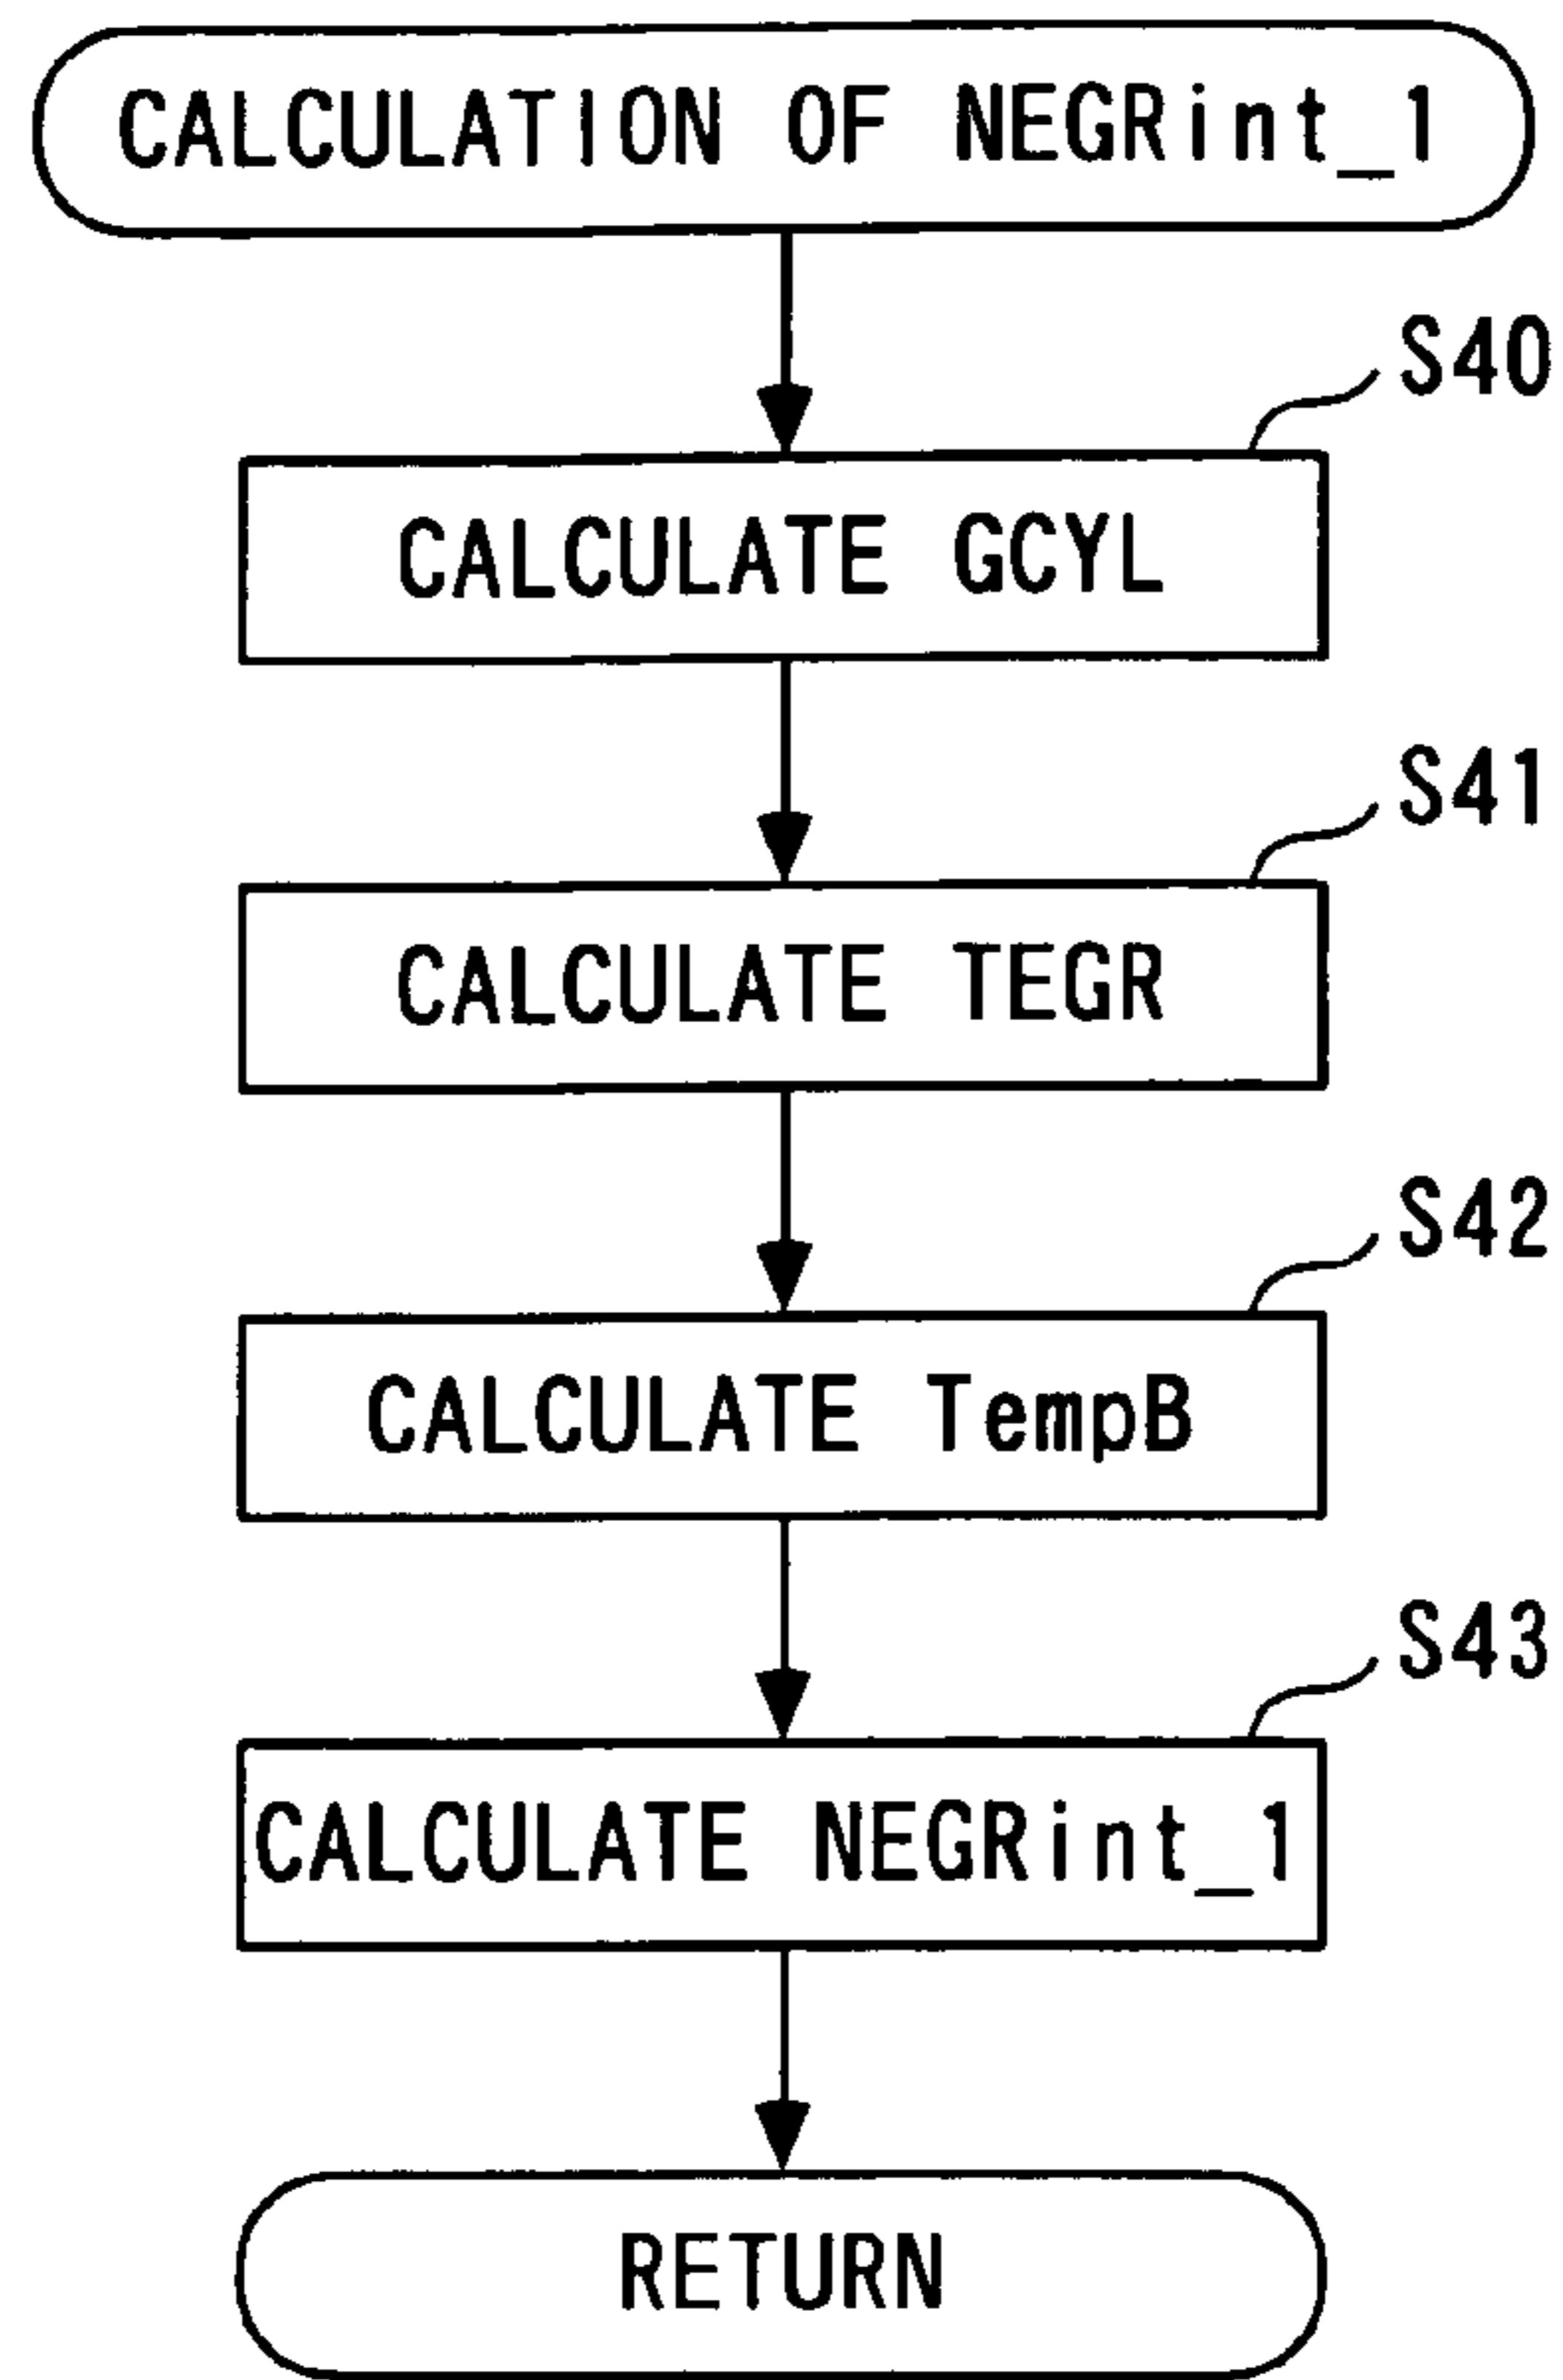 CALCULATION OF NEGRint_1
S40
CALCULATE GCYL
S41
CALCULATE TEGR
S42
CALCULATE TempB
S43
CALCULATE NEGRint_1
RETURN